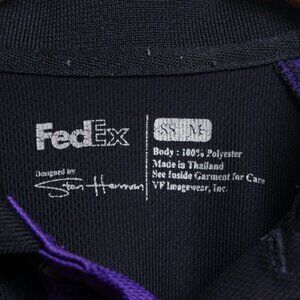 FedEx
Designed by
Stan Herman
SS M
Body : 100% Polyester
Made in Thailand
See Inside Garment for Care
VF Imagewear, Inc.